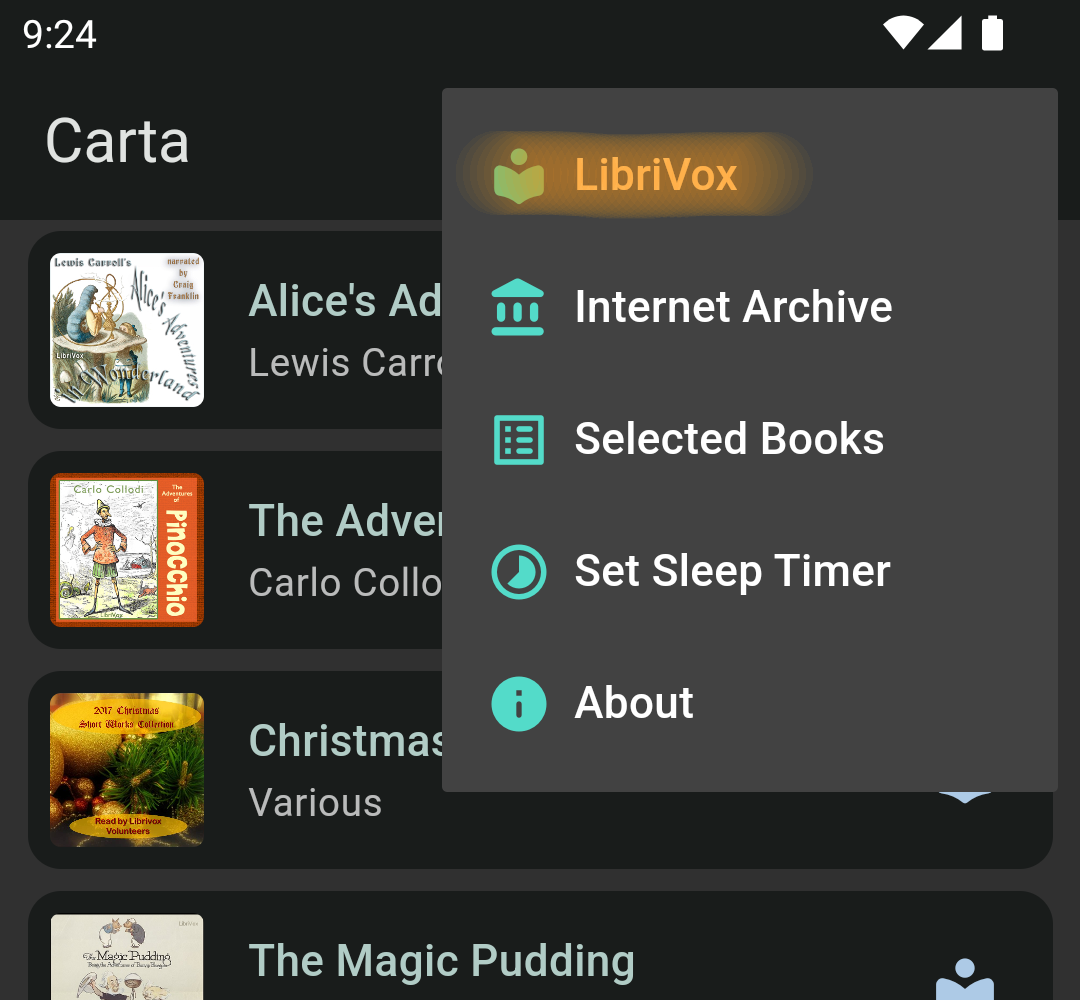 9:24
Carta
LibriVox
Internet Archive
Selected Books
Set Sleep Timer
About
Lewis Carroll's
narrated
by
Craig
Franklin
Alice's
Adventures
in Wonderland
LibriVox
Alice's Ad
Lewis Carro
Carlo Collodi
The
Adventures
of
Pinocchio
LibriVox
The Adver
Carlo Collo
2017 Christmas
Short Works Collection
Read by Librivox
Volunteers
Christmas
Various
LibriVox
The Magic Pudding
The Magic Pudding